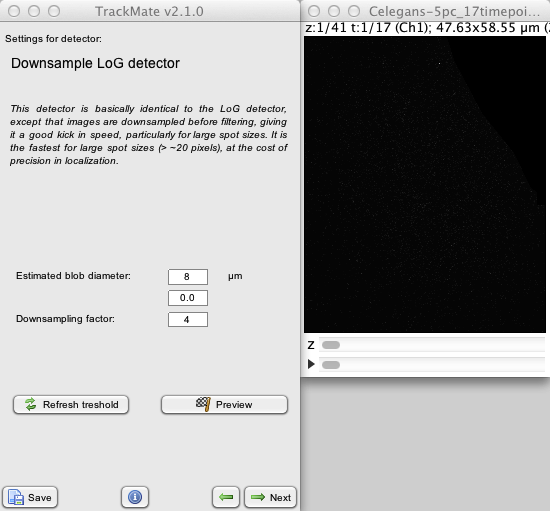 TrackMate v2.1.0
Settings for detector:
Downsample LoG detector
This detector is basically identical to the LoG detector,
except that images are downsampled before filtering, giving
it a good kick in speed, particularly for large spot sizes. It is
the fastest for large spot sizes (> ~20 pixels), at the cost of
precision in localization.
Estimated blob diameter: 8 µm
0.0
Downsampling factor: 4
Refresh treshold
Preview
Save
Next
Celegans-5pc_17timepoi...
z:1/41 t:1/17 (Ch1); 47.63x58.55 µm (
Z